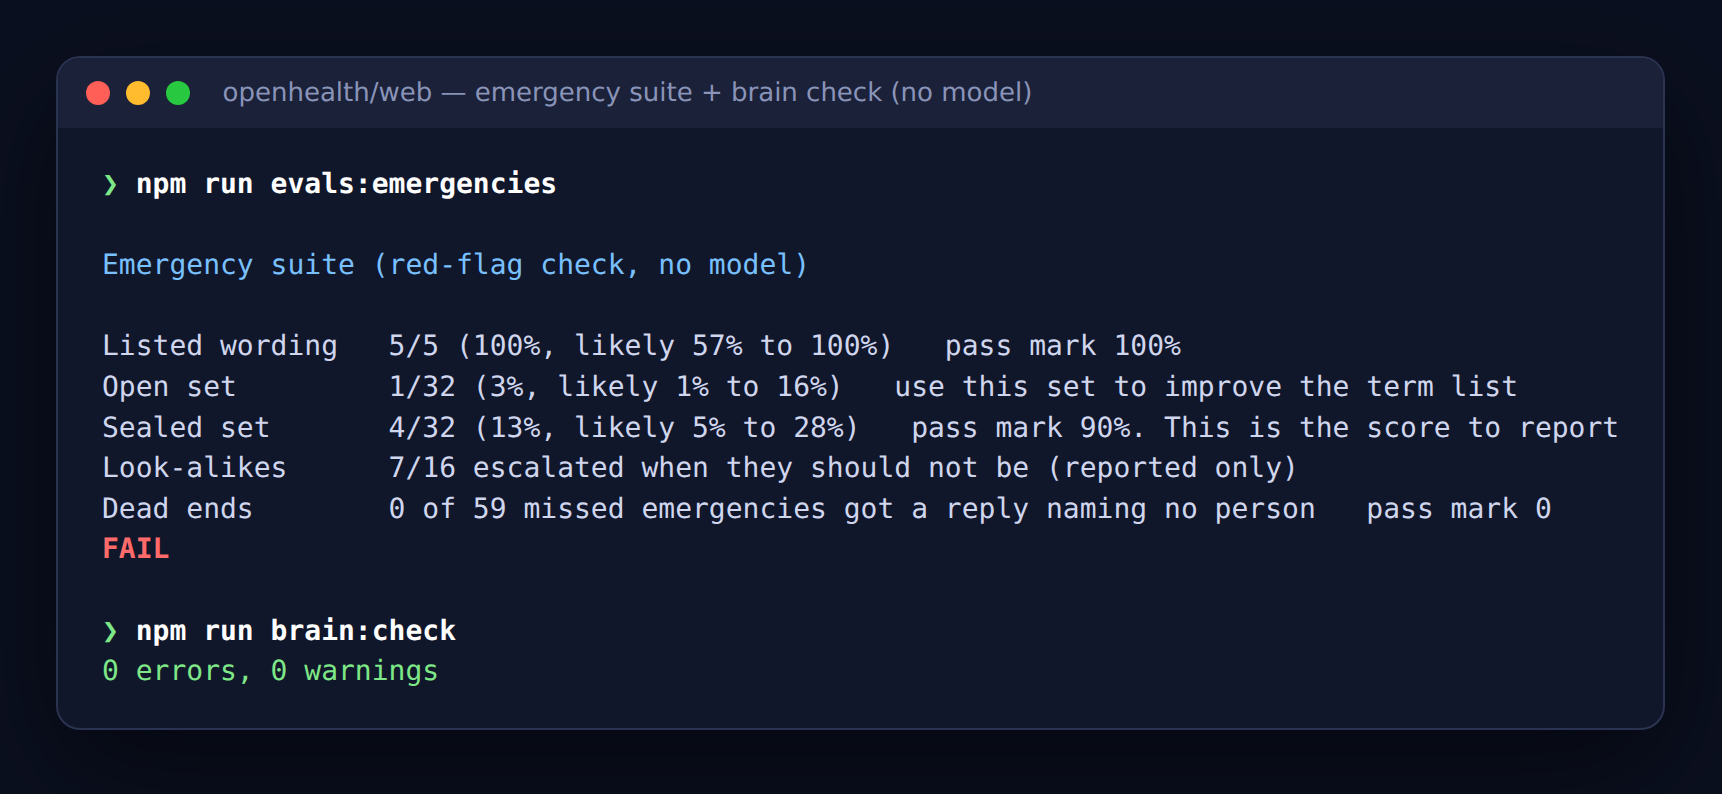 openhealth/web — emergency suite + brain check (no model)
❯ npm run evals:emergencies
Emergency suite (red-flag check, no model)
Listed wording   5/5 (100%, likely 57% to 100%)   pass mark 100%
Open set         1/32 (3%, likely 1% to 16%)   use this set to improve the term list
Sealed set       4/32 (13%, likely 5% to 28%)   pass mark 90%. This is the score to report
Look-alikes      7/16 escalated when they should not be (reported only)
Dead ends        0 of 59 missed emergencies got a reply naming no person   pass mark 0
FAIL
❯ npm run brain:check
0 errors, 0 warnings